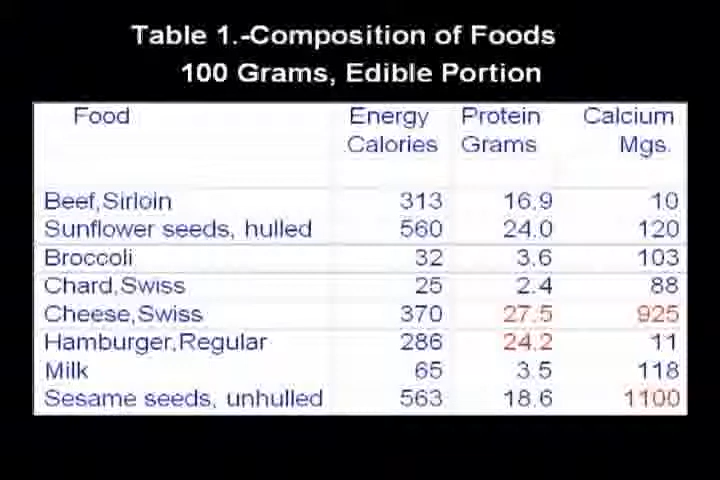 Table 1.-Composition of Foods
100 Grams, Edible Portion
Food Energy Protein Calcium
Calories Grams Mgs.
Beef,Sirloin 313 16.9 10
Sunflower seeds, hulled 560 24.0 120
Broccoli 32 3.6 103
Chard,Swiss 25 2.4 88
Cheese,Swiss 370 27.5 925
Hamburger,Regular 286 24.2 11
Milk 65 3.5 118
Sesame seeds, unhulled 563 18.6 1100